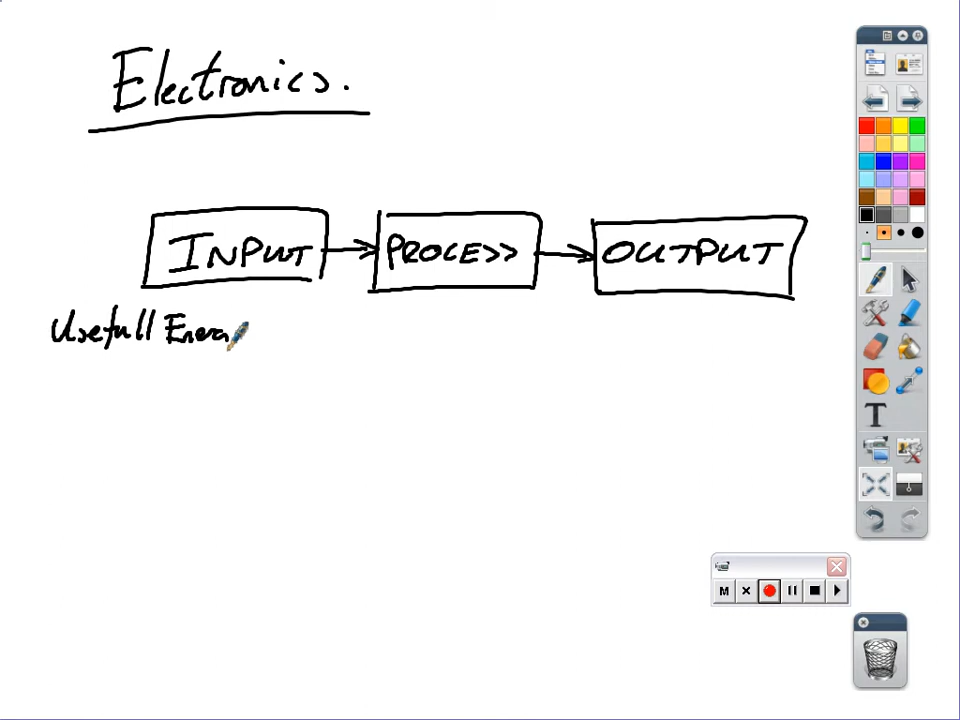 Electronics.
INPUT PROCESS OUTPUT
Usefull
T
M